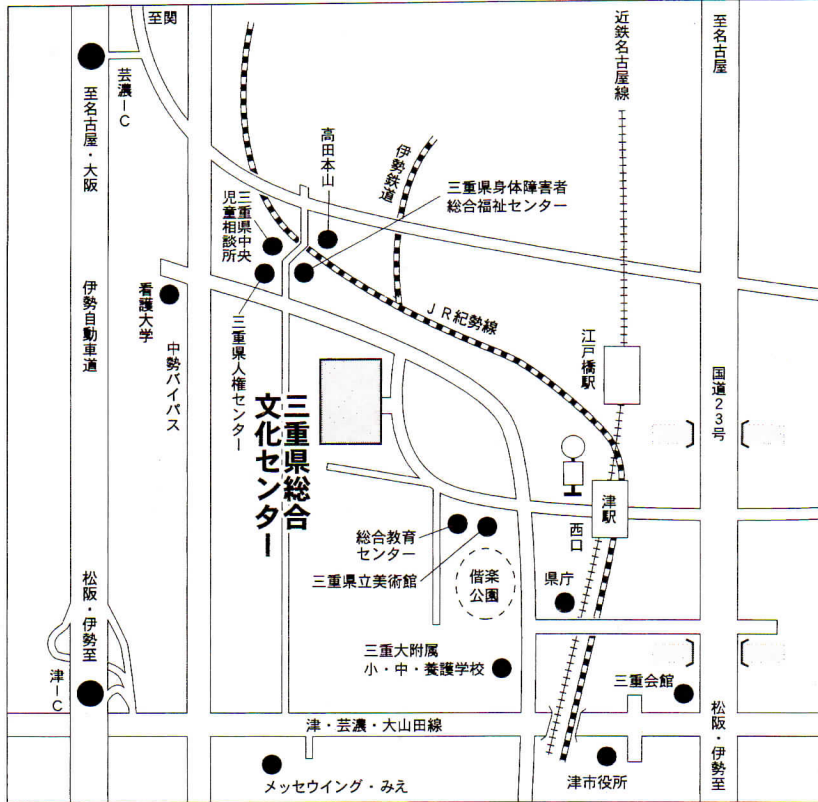 至関
近鉄名古屋線
至名古屋
芸濃IC
至名古屋・大阪
高田本山
伊勢鉄道
三重県身体障害者
総合福祉センター
三重県中央
児童相談所
看護大学
伊勢自動車道
中勢バイパス
三重県人権センター
JR紀勢線
江戸橋駅
国道23号
三重県総合
文化センター
津駅
西口
総合教育
センター
三重県立美術館
偕楽
公園
県庁
松阪・伊勢至
三重大附属
小・中・養護学校
津IC
三重会館
松阪・伊勢至
津・芸濃・大山田線
メッセウイング・みえ
津市役所